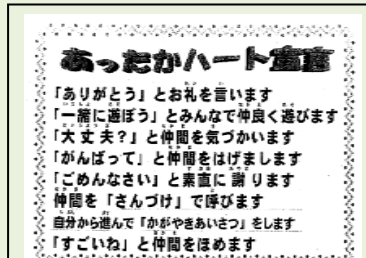 あったかハート宣言
「ありがとう」とお礼を言います
「一緒に遊ぼう」とみんなで仲良く遊びます
「大丈夫？」と仲間を気づかいます
「がんばって」と仲間をはげまします
「ごめんなさい」と素直に謝ります
仲間を「さんづけ」で呼びます
自分から進んで「かがやきあいさつ」をします
「すごいね」と仲間をほめます